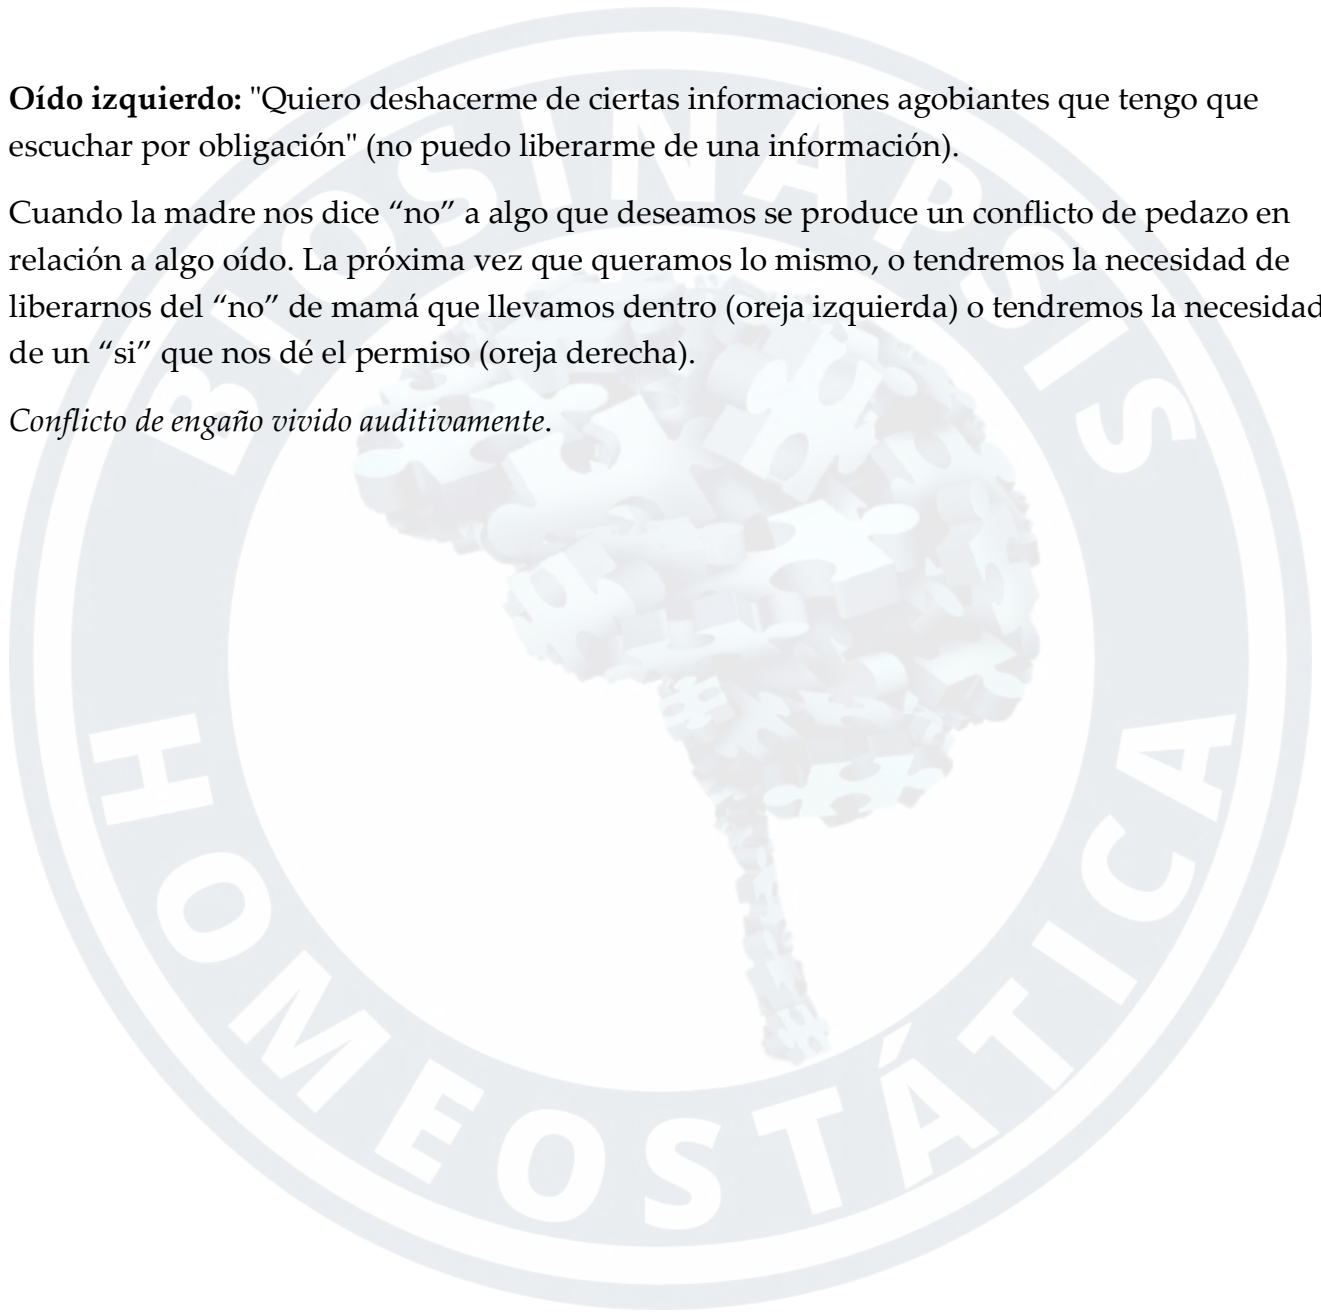 Oído izquierdo: "Quiero deshacerme de ciertas informaciones agobiantes que tengo que
escuchar por obligación" (no puedo liberarme de una información).
Cuando la madre nos dice “no” a algo que deseamos se produce un conflicto de pedazo en
relación a algo oído. La próxima vez que queramos lo mismo, o tendremos la necesidad de
liberarnos del “no” de mamá que llevamos dentro (oreja izquierda) o tendremos la necesidad
de un “si” que nos dé el permiso (oreja derecha).
Conflicto de engaño vivido auditivamente.
BIOSINAPSIS
HOMEOSTÁTICA